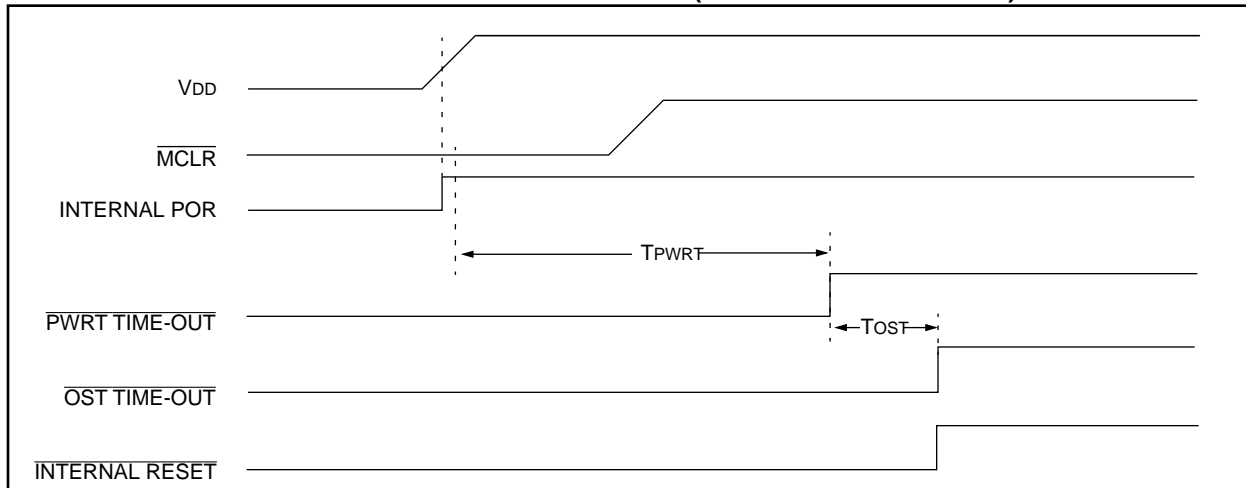 VDD
MCLR
INTERNAL POR
TPWRT
PWRT TIME-OUT
TOST
OST TIME-OUT
INTERNAL RESET